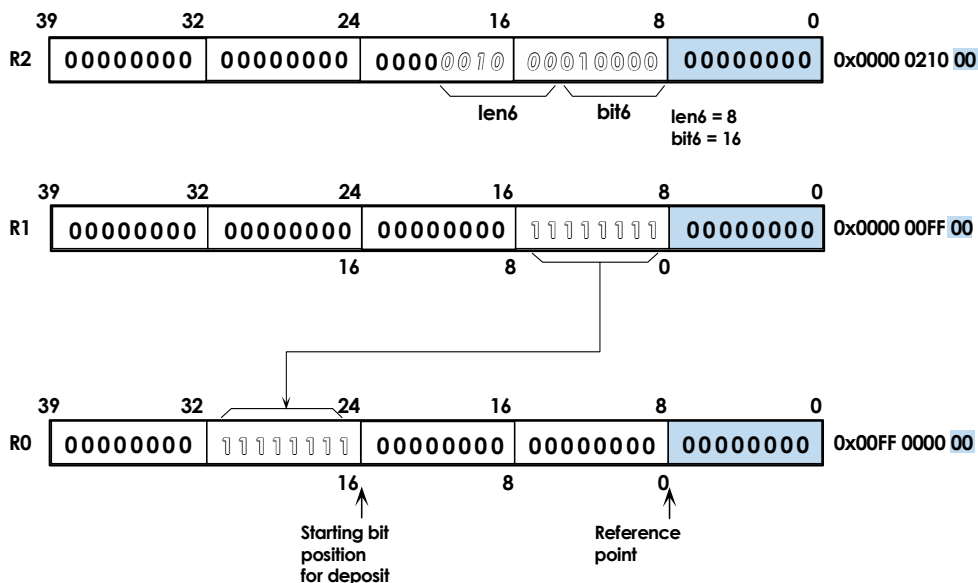 39 32 24 16 8 0
R2 00000000 00000000 00000010 00010000 00000000 0x0000 0210 00
len6 bit6 len6 = 8
bit6 = 16
39 32 24 16 8 0
R1 00000000 00000000 00000000 11111111 00000000 0x0000 00FF 00
16 8 0
39 32 24 16 8 0
R0 00000000 11111111 00000000 00000000 00000000 0x00FF 0000 00
16 8 0
Starting bit
position
for deposit
Reference
point